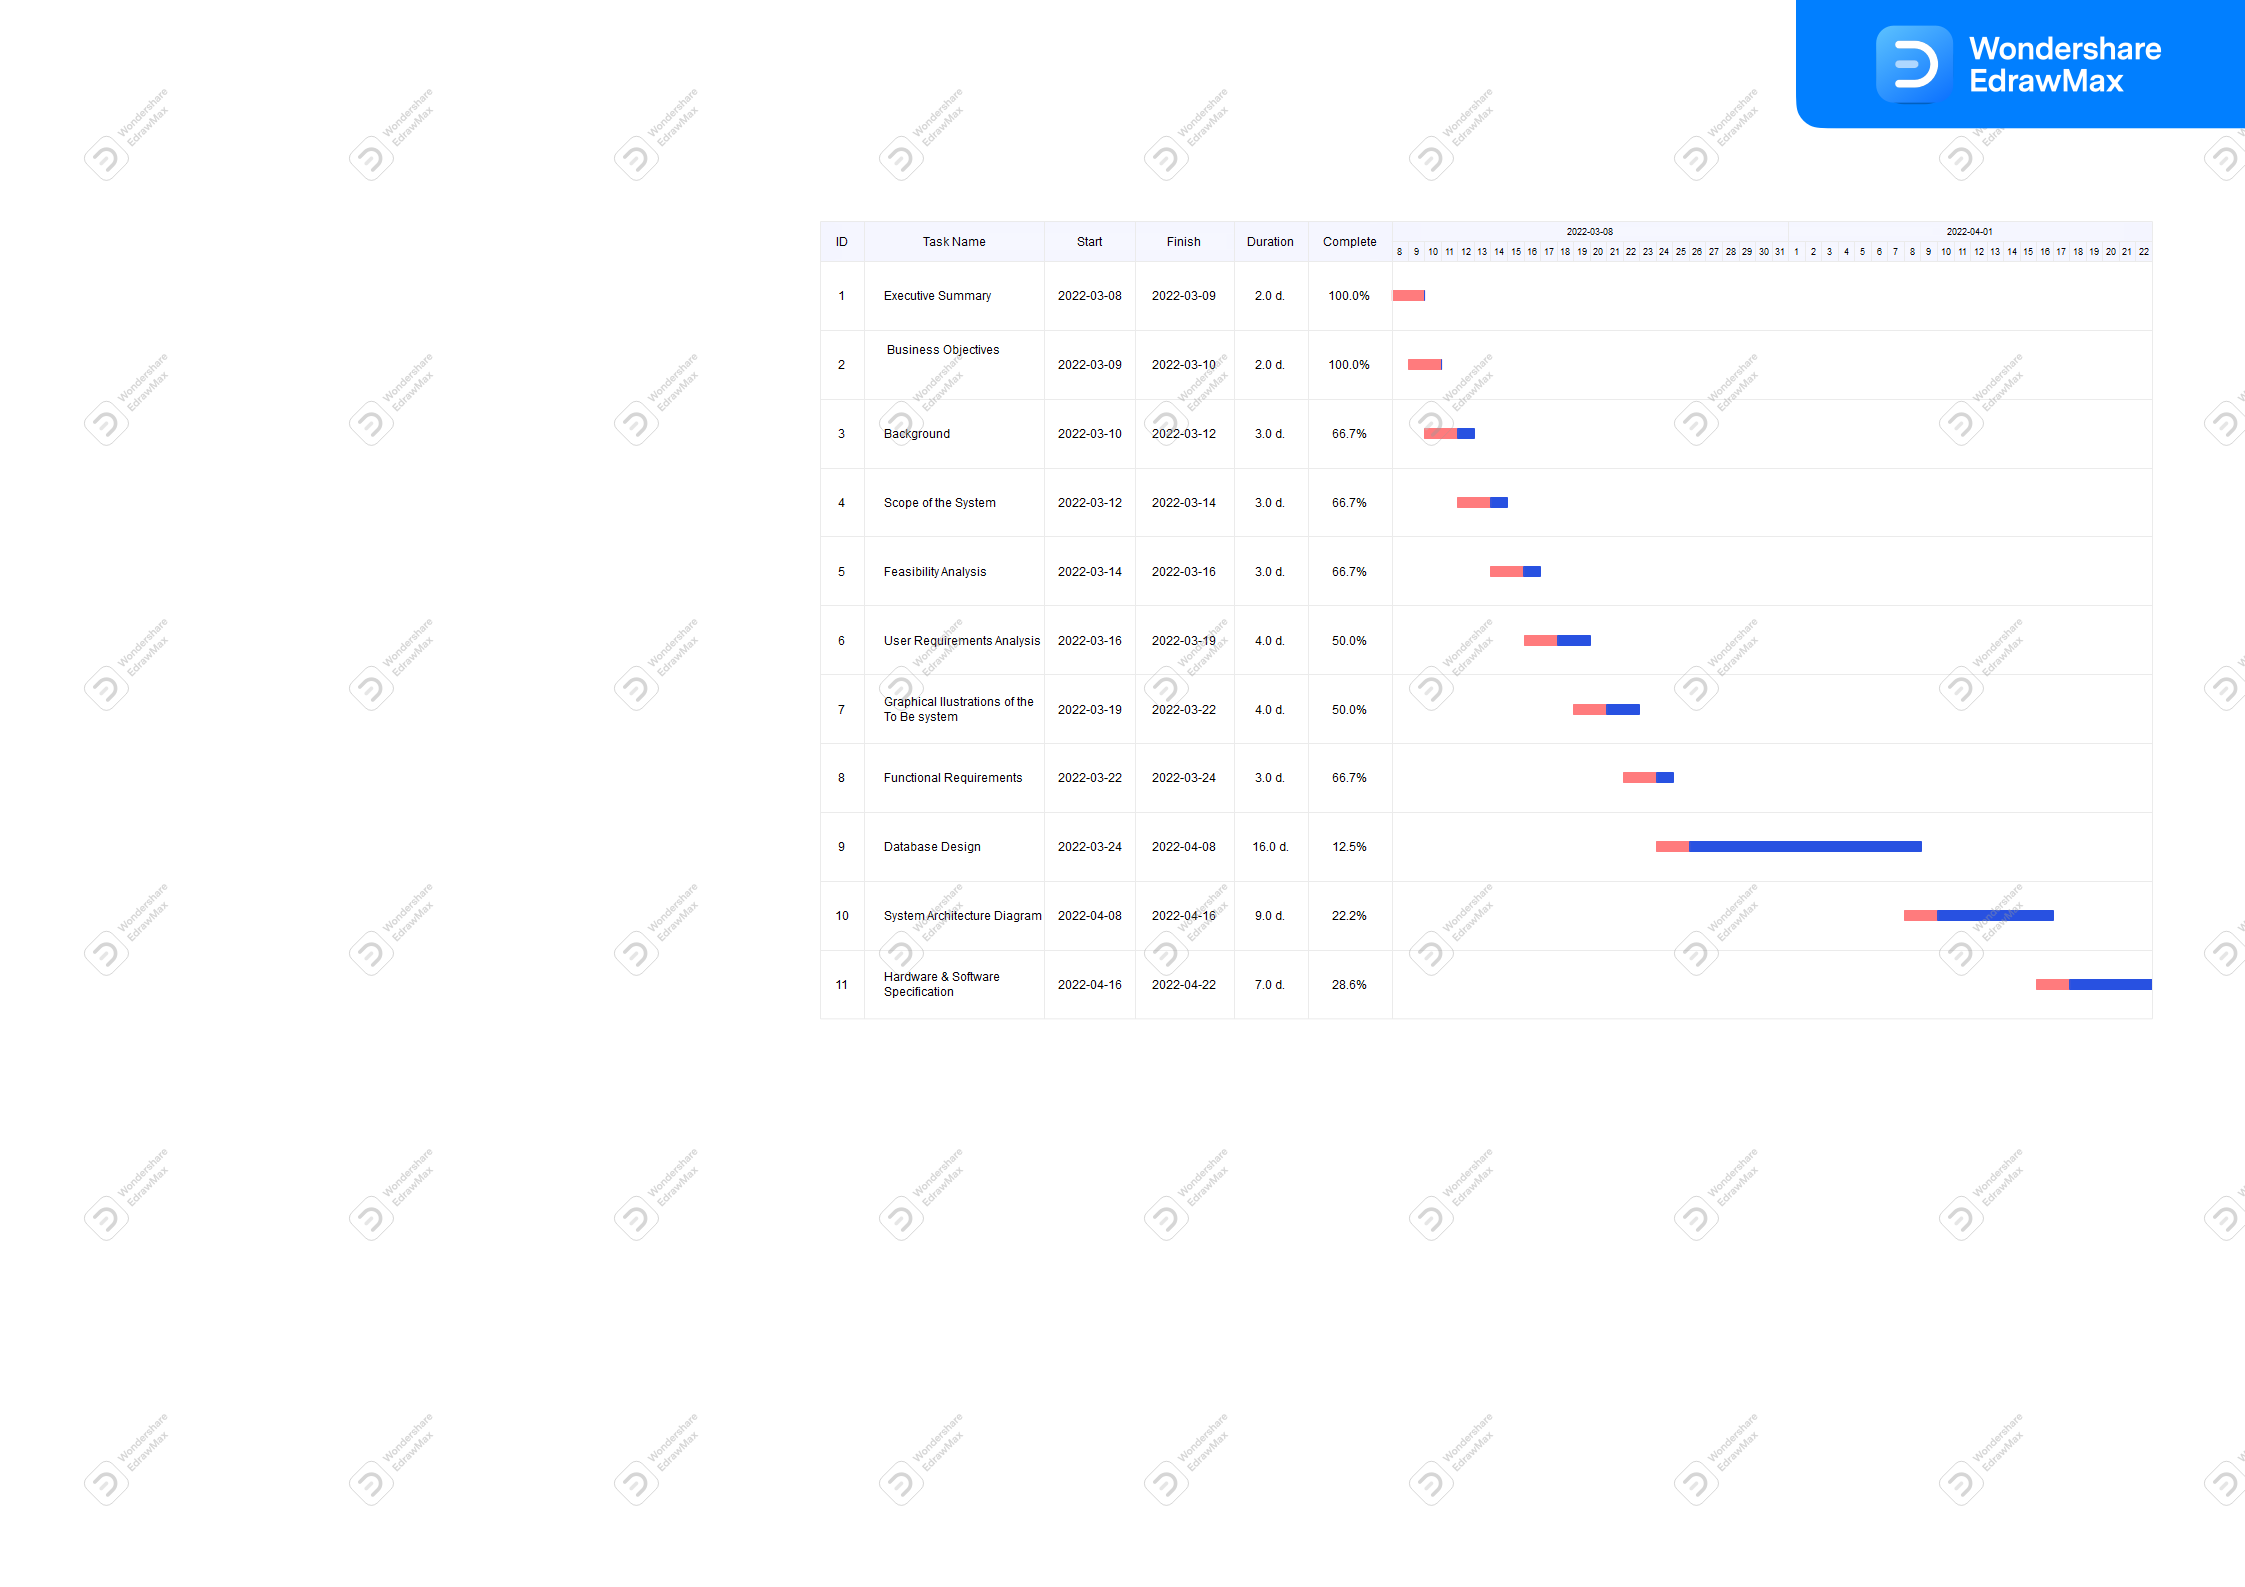 Wondershare
EdrawMax
ID Task Name Start Finish Duration Complete 2022-03-08 2022-04-01
8 9 10 11 12 13 14 15 16 17 18 19 20 21 22 23 24 25 26 27 28 29 30 31 1 2 3 4 5 6 7 8 9 10 11 12 13 14 15 16 17 18 19 20 21 22
1 Executive Summary 2022-03-08 2022-03-09 2.0 d. 100.0%
2 Business Objectives 2022-03-09 2022-03-10 2.0 d. 100.0%
3 Background 2022-03-10 2022-03-12 3.0 d. 66.7%
4 Scope of the System 2022-03-12 2022-03-14 3.0 d. 66.7%
5 Feasibility Analysis 2022-03-14 2022-03-16 3.0 d. 66.7%
6 User Requirements Analysis 2022-03-16 2022-03-19 4.0 d. 50.0%
7 Graphical Ilustrations of the
To Be system 2022-03-19 2022-03-22 4.0 d. 50.0%
8 Functional Requirements 2022-03-22 2022-03-24 3.0 d. 66.7%
9 Database Design 2022-03-24 2022-04-08 16.0 d. 12.5%
10 System Architecture Diagram 2022-04-08 2022-04-16 9.0 d. 22.2%
11 Hardware & Software
Specification 2022-04-16 2022-04-22 7.0 d. 28.6%